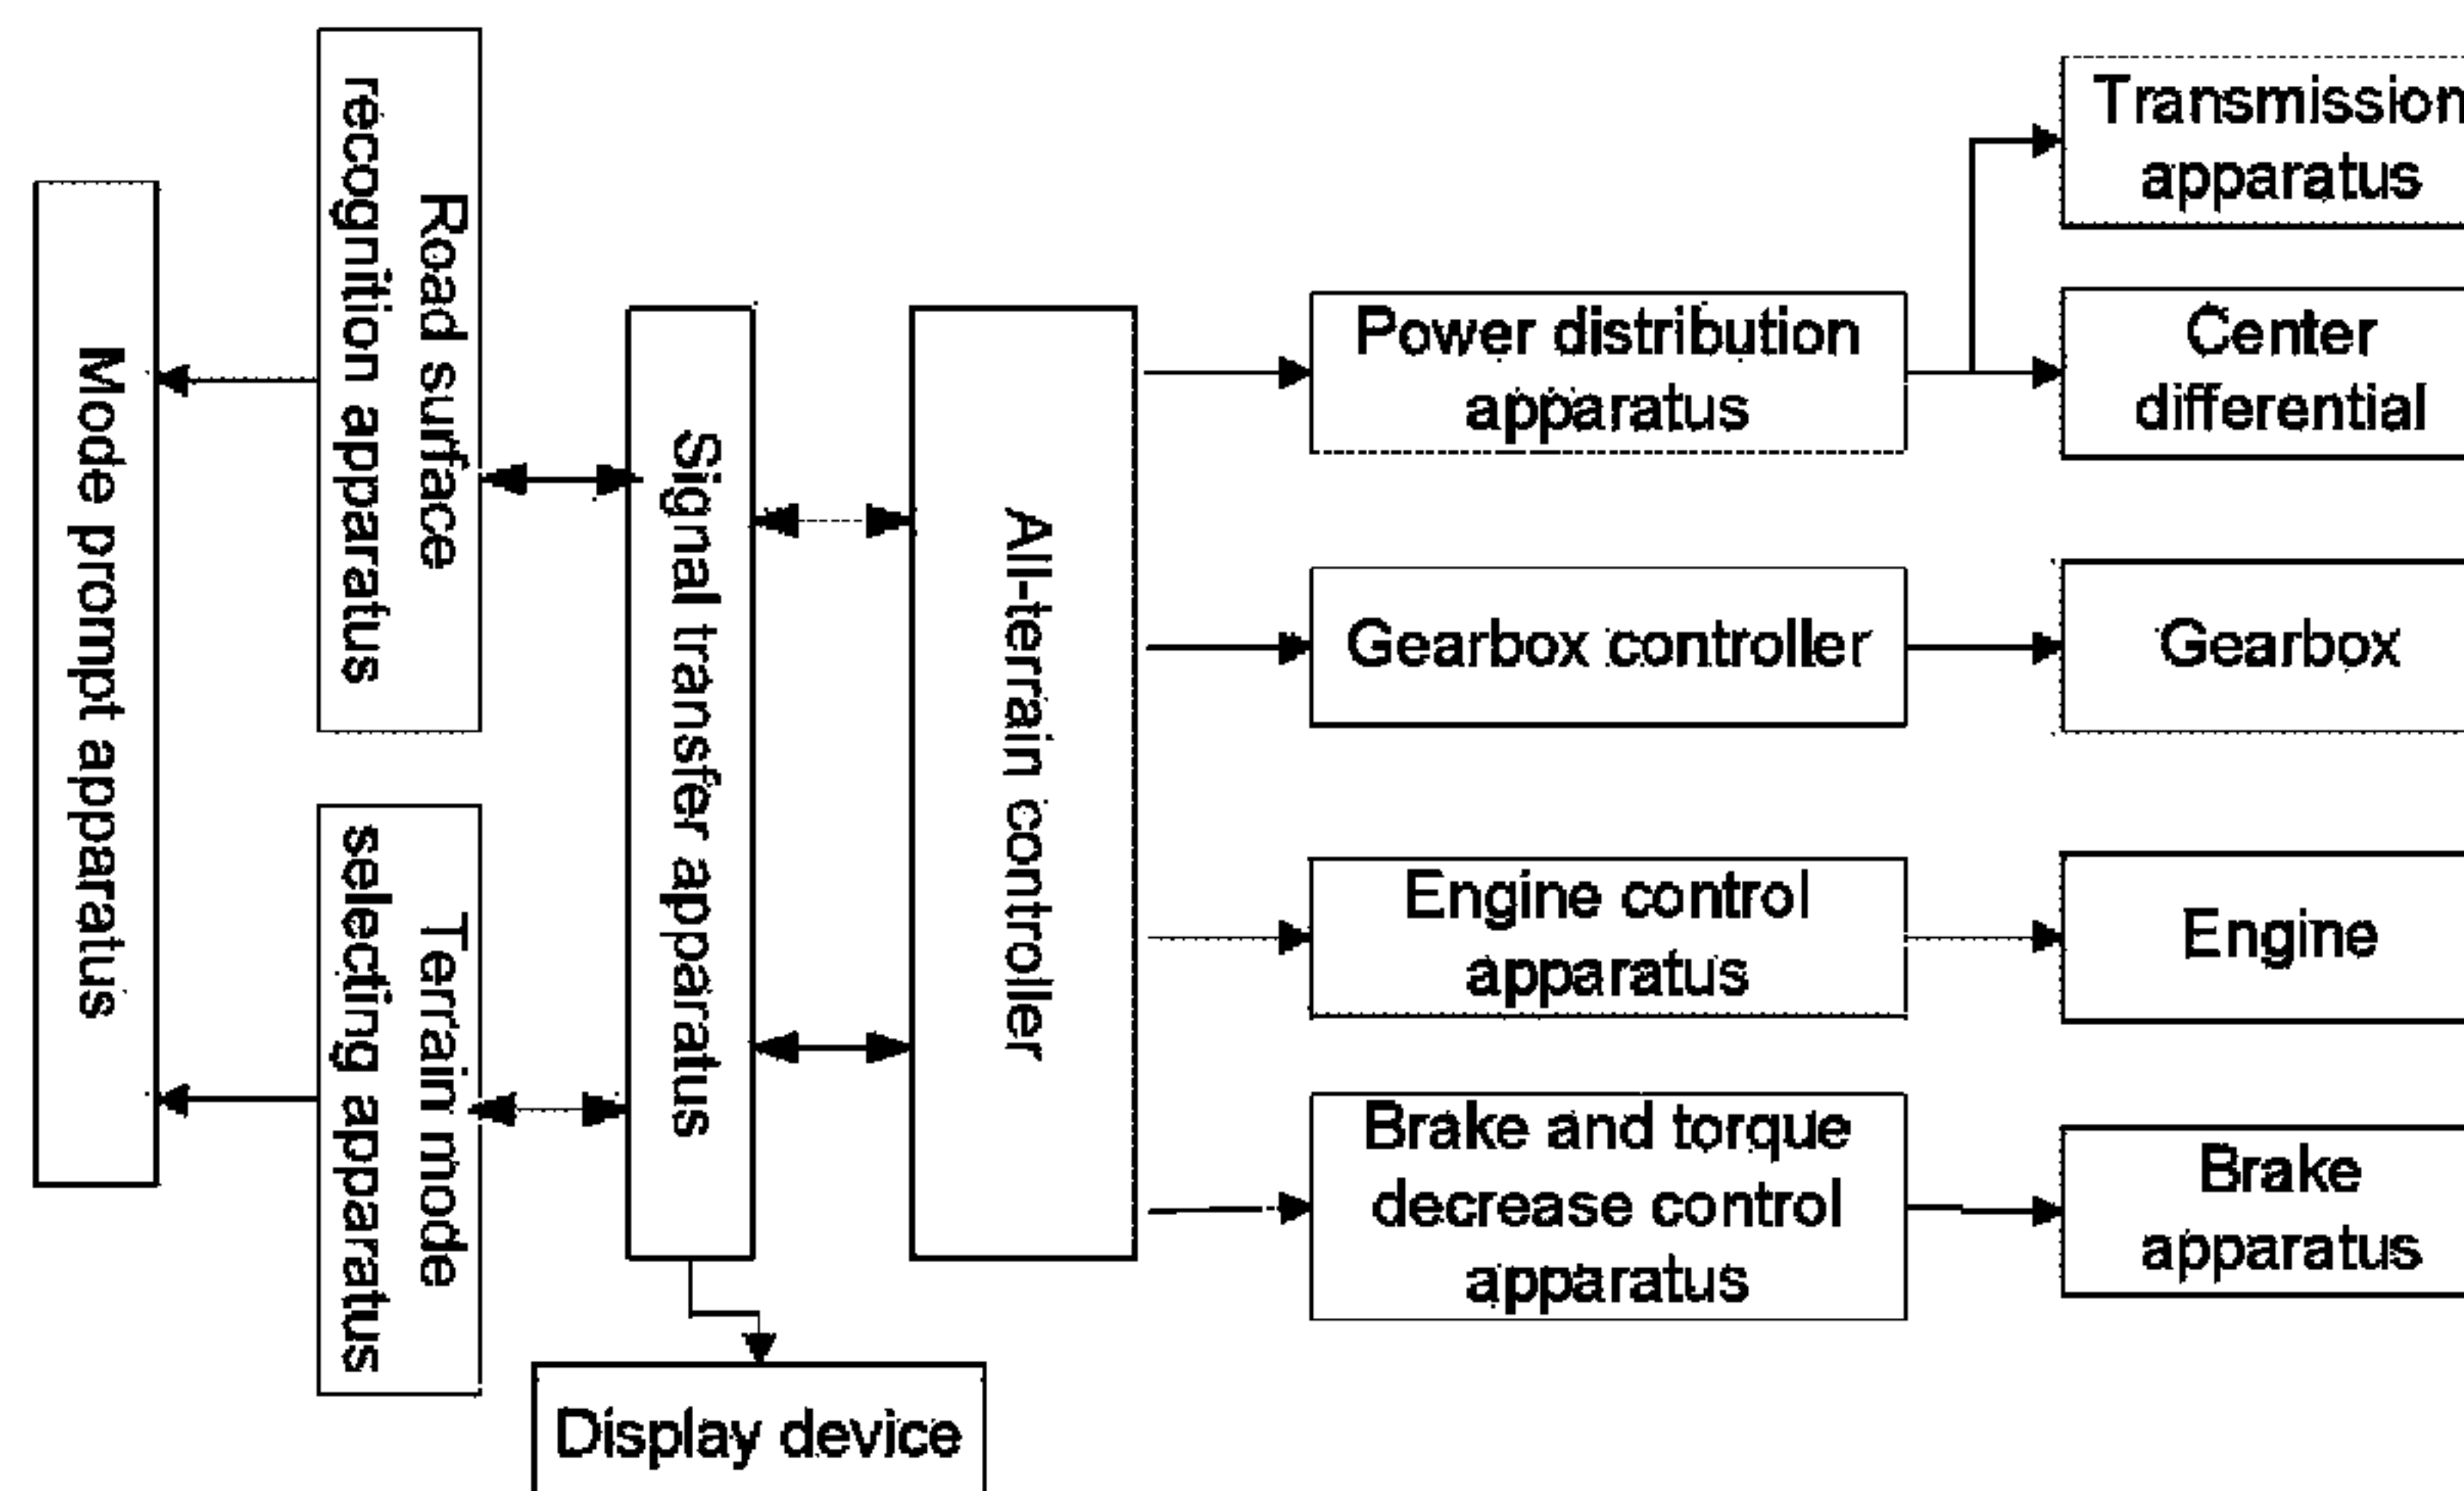 Mode prompt apparatus
Road surface
recognition apparatus
Terrain mode
selecting apparatus
Signal transfer apparatus
Display device
All-terrain controller
Power distribution
apparatus
Gearbox controller
Engine control
apparatus
Brake and torque
decrease control
apparatus
Transmission
apparatus
Center
differential
Gearbox
Engine
Brake
apparatus